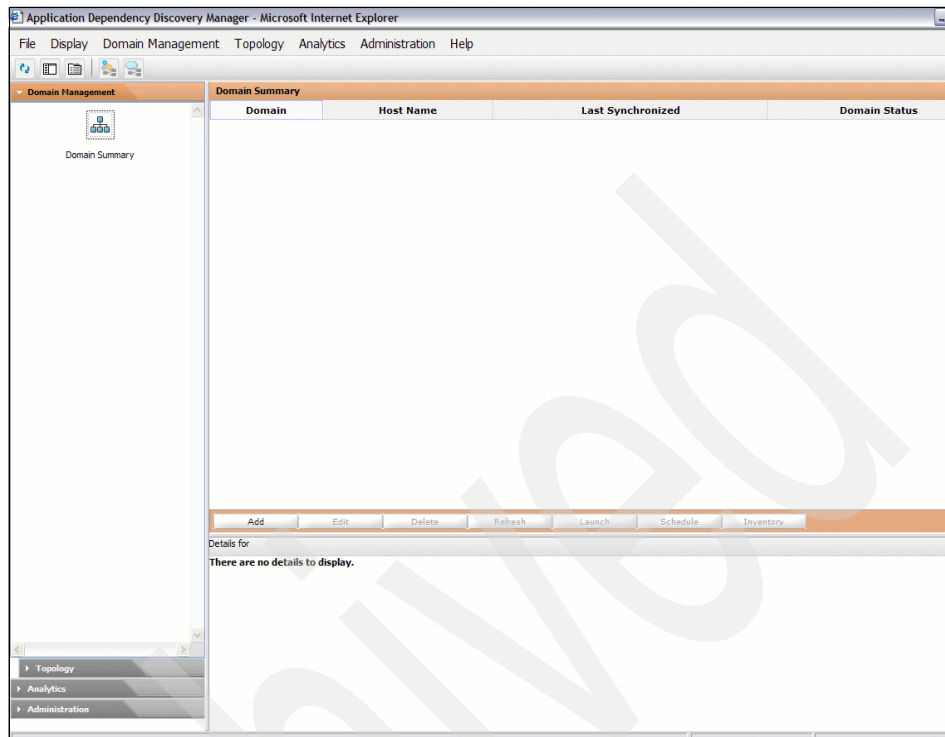 Application Dependency Discovery Manager - Microsoft Internet Explorer
File Display Domain Management Topology Analytics Administration Help
Domain Management
Domain Summary
Domain Summary
Domain Host Name Last Synchronized Domain Status
Add Edit Delete Refresh Launch Schedule Inventory
Details for
There are no details to display.
Topology
Analytics
Administration
hived